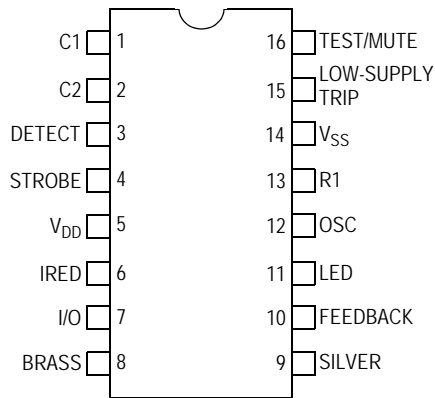 C1 1 16 TEST/MUTE
C2 2 15 LOW-SUPPLY
TRIP
DETECT 3 14 VSS
STROBE 4 13 R1
VDD 5 12 OSC
IRED 6 11 LED
I/O 7 10 FEEDBACK
BRASS 8 9 SILVER